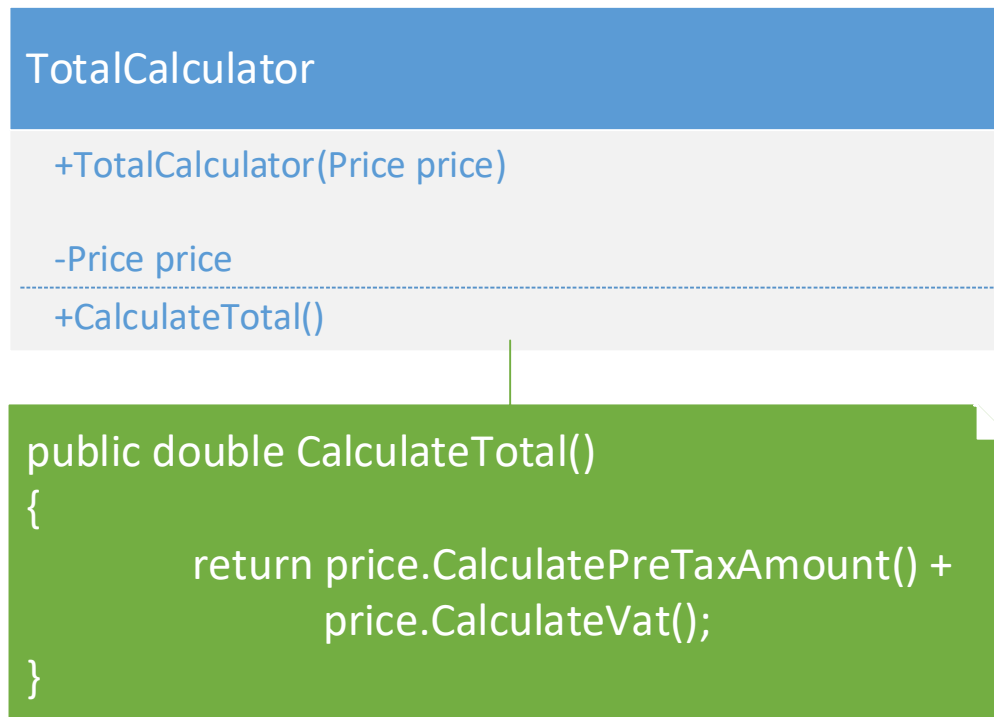 TotalCalculator
+TotalCalculator(Price price)
-Price price
+CalculateTotal()
public double CalculateTotal()
{
return price.CalculatePreTaxAmount() +
price.CalculateVat();
}